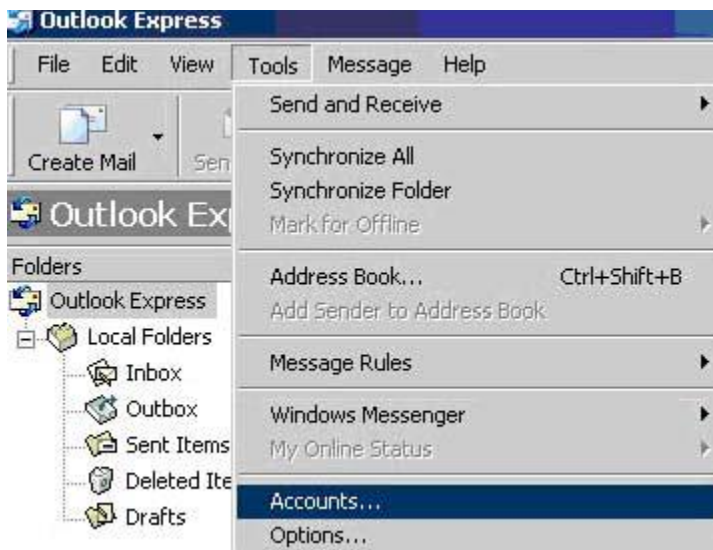 Outlook Express
File Edit View Tools Message Help
Create Mail
Sen
Outlook Ex
Folders
Outlook Express
Local Folders
Inbox
Outbox
Sent Items
Deleted Ite
Drafts
Send and Receive
Synchronize All
Synchronize Folder
Mark for Offline
Address Book... Ctrl+Shift+B
Add Sender to Address Book
Message Rules
Windows Messenger
My Online Status
Accounts...
Options...